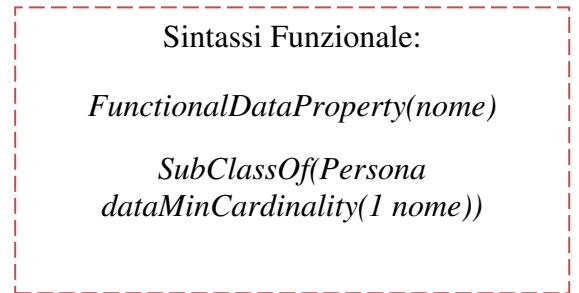 Sintassi Funzionale:
FunctionalDataProperty(nome)
SubClassOf(Persona
dataMinCardinality(1 nome))